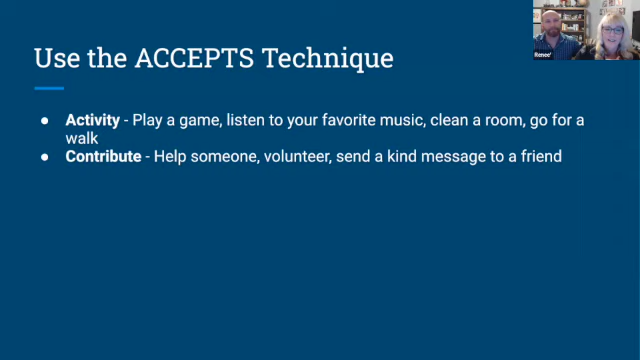 Use the ACCEPTS Technique
Renee'
● Activity - Play a game, listen to your favorite music, clean a room, go for a
walk
● Contribute - Help someone, volunteer, send a kind message to a friend